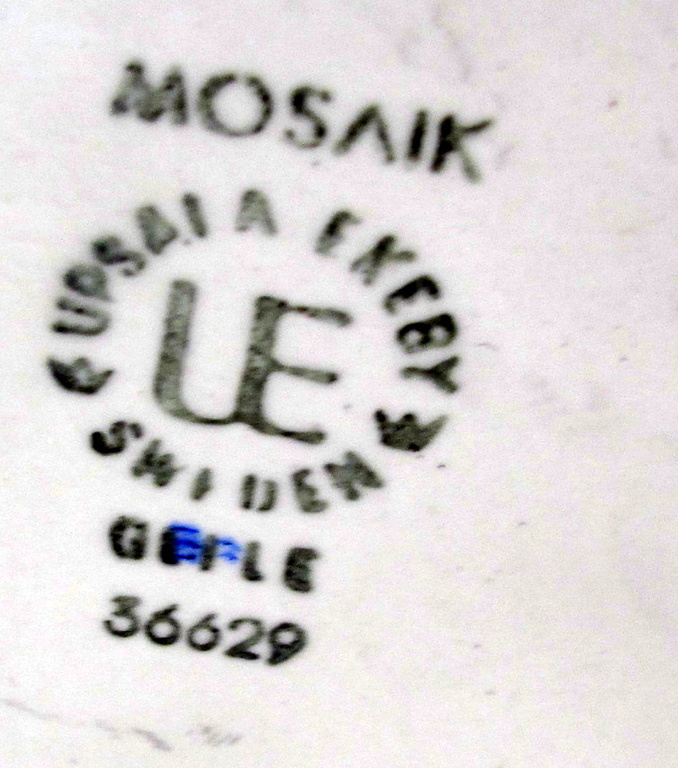 MOSAIK
UPSALA EKEBY
UE
SWEDEN
GEFLE
36629